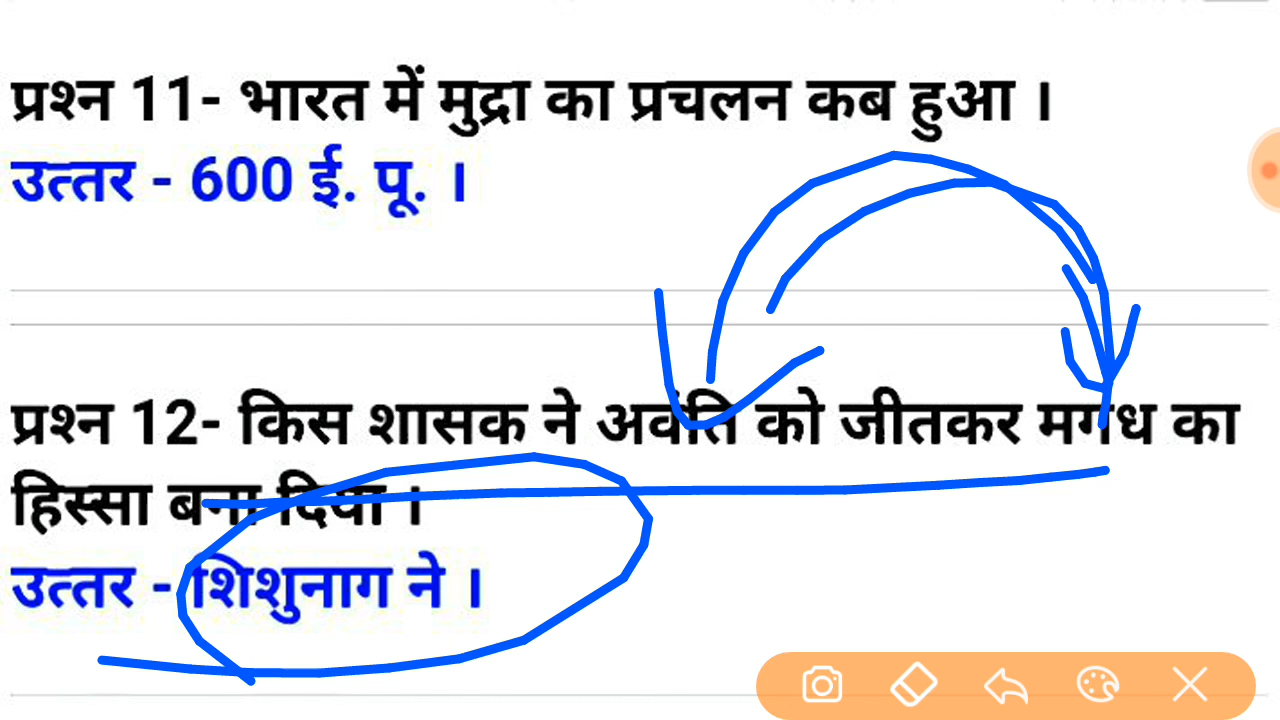 प्रश्न 11- भारत में मुद्रा का प्रचलन कब हुआ ।
उत्तर - 600 ई. पू. ।
प्रश्न 12- किस शासक ने अवंति को जीतकर मगध का
हिस्सा बना दिया ।
उत्तर - शिशुनाग ने ।